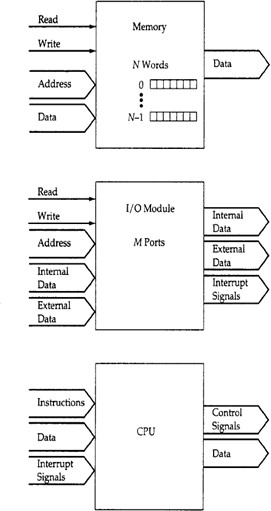 Read
Write
Address
Data
Memory
N Words
0
N–1
Data
Read
Write
Address
Internal
Data
External
Data
I/O Module
M Ports
Internal
Data
External
Data
Interrupt
Signals
Instructions
Data
Interrupt
Signals
CPU
Control
Signals
Data